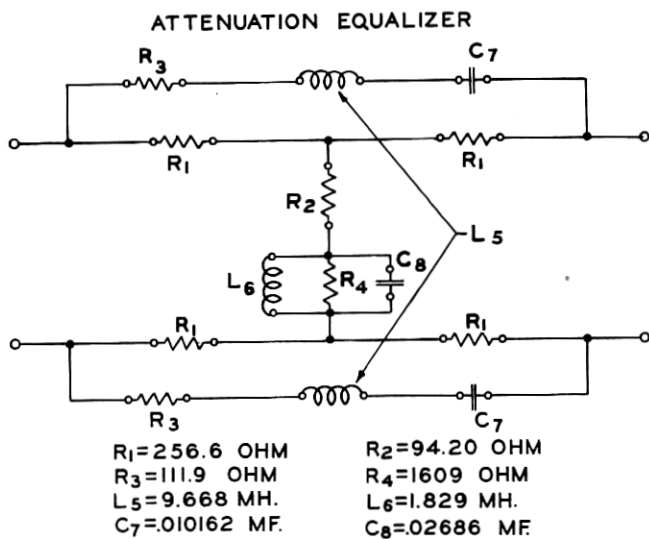 ATTENUATION EQUALIZER
R3
C7
R1
R1
R2
L5
L6
R4
C8
R1
R1
R3
C7
R1=256.6 OHM
R2=94.20 OHM
R3=111.9 OHM
R4=1609 OHM
L5=9.668 MH.
L6=1.829 MH.
C7=.010162 MF.
C8=.02686 MF.